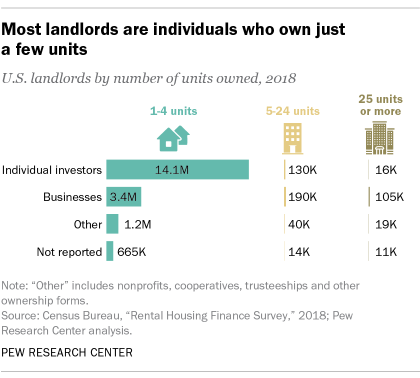 Most landlords are individuals who own just
a few units
U.S. landlords by number of units owned, 2018
1-4 units
5-24 units
25 units
or more
Individual investors 14.1M 130K 16K
Businesses 3.4M 190K 105K
Other 1.2M 40K 19K
Not reported 665K 14K 11K
Note: “Other” includes nonprofits, cooperatives, trusteeships and other
ownership forms.
Source: Census Bureau, “Rental Housing Finance Survey,” 2018; Pew
Research Center analysis.
PEW RESEARCH CENTER